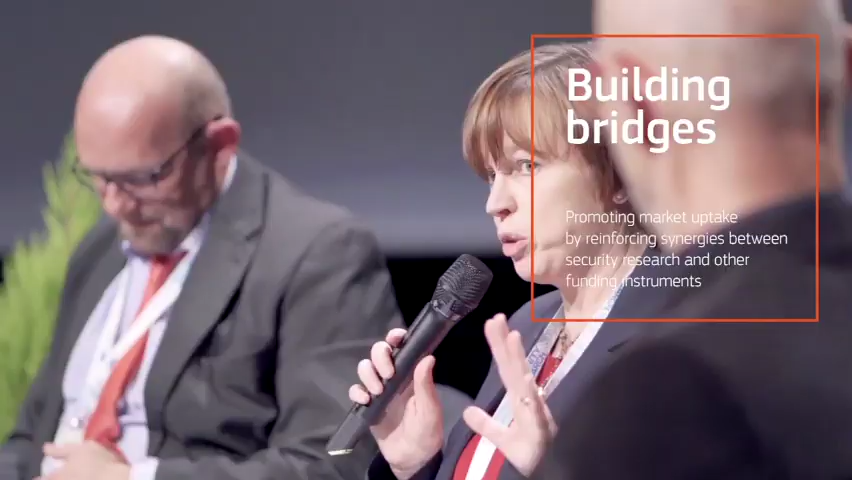 Building
bridges
Promoting market uptake
by reinforcing synergies between
security research and other
funding instruments